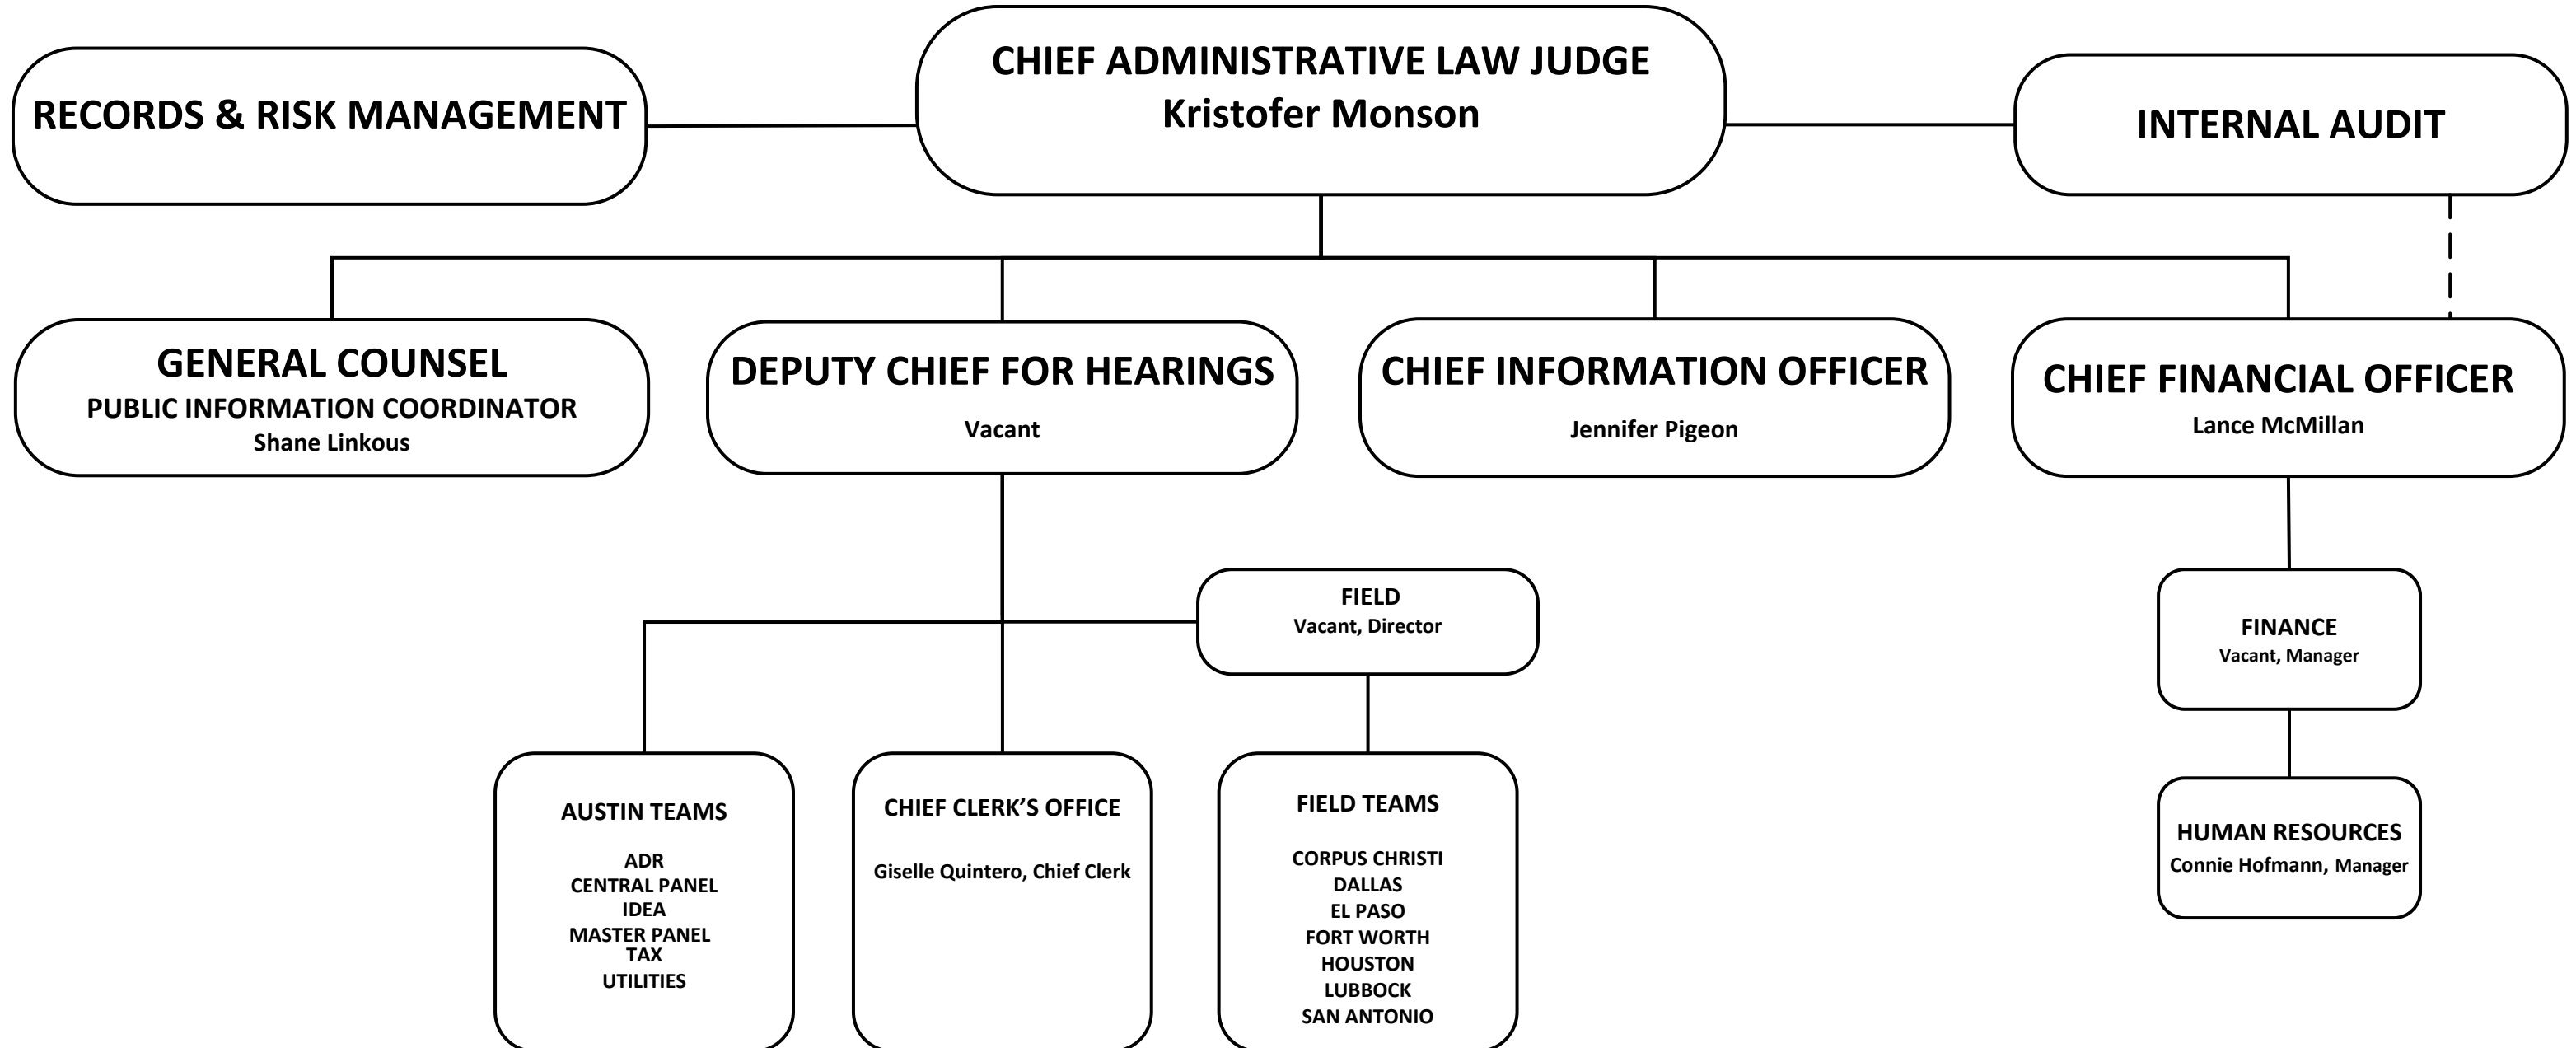 RECORDS & RISK MANAGEMENT
CHIEF ADMINISTRATIVE LAW JUDGE
Kristofer Monson
INTERNAL AUDIT
GENERAL COUNSEL
PUBLIC INFORMATION COORDINATOR
Shane Linkous
DEPUTY CHIEF FOR HEARINGS
Vacant
CHIEF INFORMATION OFFICER
Jennifer Pigeon
CHIEF FINANCIAL OFFICER
Lance McMillan
FIELD
Vacant, Director
FINANCE
Vacant, Manager
AUSTIN TEAMS
ADR
CENTRAL PANEL
IDEA
MASTER PANEL
TAX
UTILITIES
CHIEF CLERK’S OFFICE
Giselle Quintero, Chief Clerk
FIELD TEAMS
CORPUS CHRISTI
DALLAS
EL PASO
FORT WORTH
HOUSTON
LUBBOCK
SAN ANTONIO
HUMAN RESOURCES
Connie Hofmann, Manager